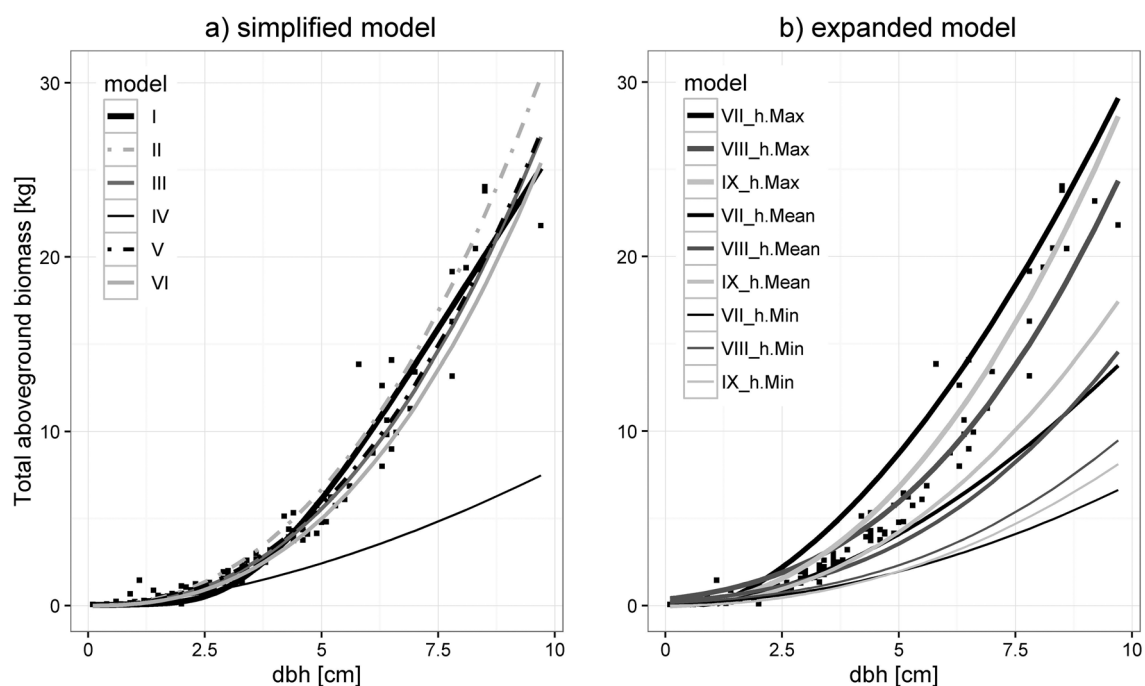 a) simplified model
b) expanded model
Total aboveground biomass [kg]
30
20
10
0
model
I
II
III
IV
V
VI
0
2.5
5
7.5
10
dbh [cm]
30
20
10
0
model
VII_h.Max
VIII_h.Max
IX_h.Max
VII_h.Mean
VIII_h.Mean
IX_h.Mean
VII_h.Min
VIII_h.Min
IX_h.Min
0
2.5
5
7.5
10
dbh [cm]